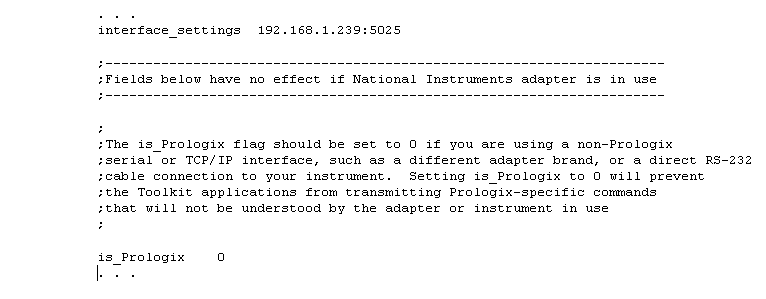 . . .
interface_settings  192.168.1.239:5025
;----------------------------------------------------------------------
;Fields below have no effect if National Instruments adapter is in use
;----------------------------------------------------------------------
;
;The is_Prologix flag should be set to 0 if you are using a non-Prologix
;serial or TCP/IP interface, such as a different adapter brand, or a direct RS-232
;cable connection to your instrument.  Setting is_Prologix to 0 will prevent
;the Toolkit applications from transmitting Prologix-specific commands
;that will not be understood by the adapter or instrument in use
;
is_Prologix    0
. . .